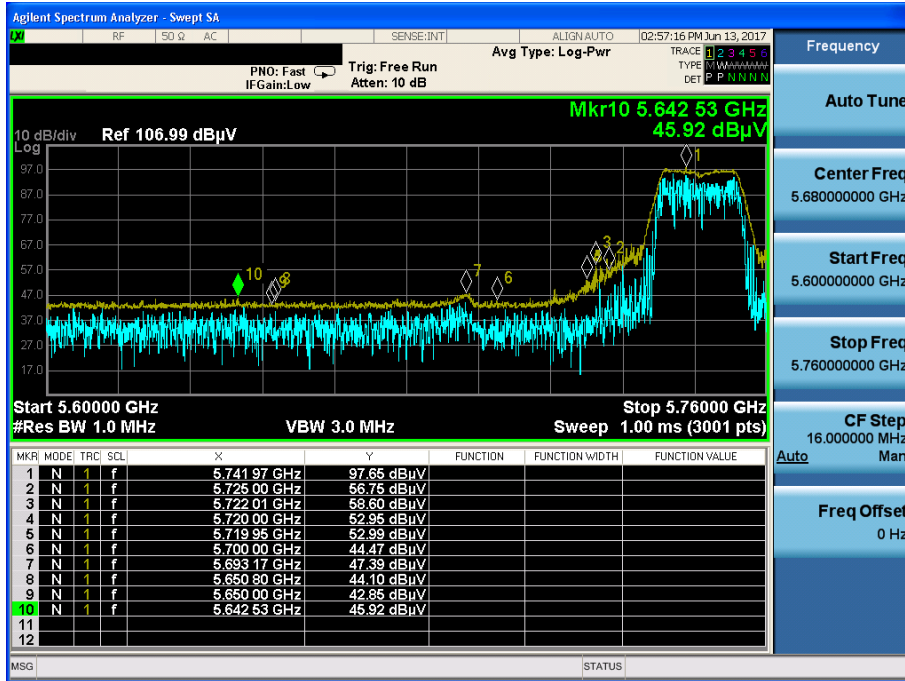 Agilent Spectrum Analyzer - Swept SA
LXI RF 50 Ω AC SENSE:INT ALIGN AUTO 02:57:16 PM Jun 13, 2017
PNO: Fast Trig: Free Run Avg Type: Log-Pwr TRACE 1 2 3 4 5 6
IFGain:Low Atten: 10 dB TYPE M WWWWW
DET P P N N N N
Mkr10 5.642 53 GHz
45.92 dBµV
10 dB/div Ref 106.99 dBµV
Log
97.0
87.0
77.0
67.0
57.0
47.0
37.0
27.0
17.0
1
3
2
10
7
6
8
Start 5.60000 GHz Stop 5.76000 GHz
#Res BW 1.0 MHz VBW 3.0 MHz Sweep 1.00 ms (3001 pts)
MKR MODE TRC SCL X Y FUNCTION FUNCTION WIDTH FUNCTION VALUE
1 N 1 f 5.741 97 GHz 97.65 dBµV
2 N 1 f 5.725 00 GHz 56.75 dBµV
3 N 1 f 5.722 01 GHz 58.60 dBµV
4 N 1 f 5.720 00 GHz 52.95 dBµV
5 N 1 f 5.719 95 GHz 52.99 dBµV
6 N 1 f 5.700 00 GHz 44.47 dBµV
7 N 1 f 5.693 17 GHz 47.39 dBµV
8 N 1 f 5.650 80 GHz 44.10 dBµV
9 N 1 f 5.650 00 GHz 42.85 dBµV
10 N 1 f 5.642 53 GHz 45.92 dBµV
11
12
MSG STATUS
Frequency
Auto Tune
Center Freq
5.680000000 GHz
Start Freq
5.600000000 GHz
Stop Freq
5.760000000 GHz
CF Step
16.000000 MHz
Auto Man
Freq Offset
0 Hz